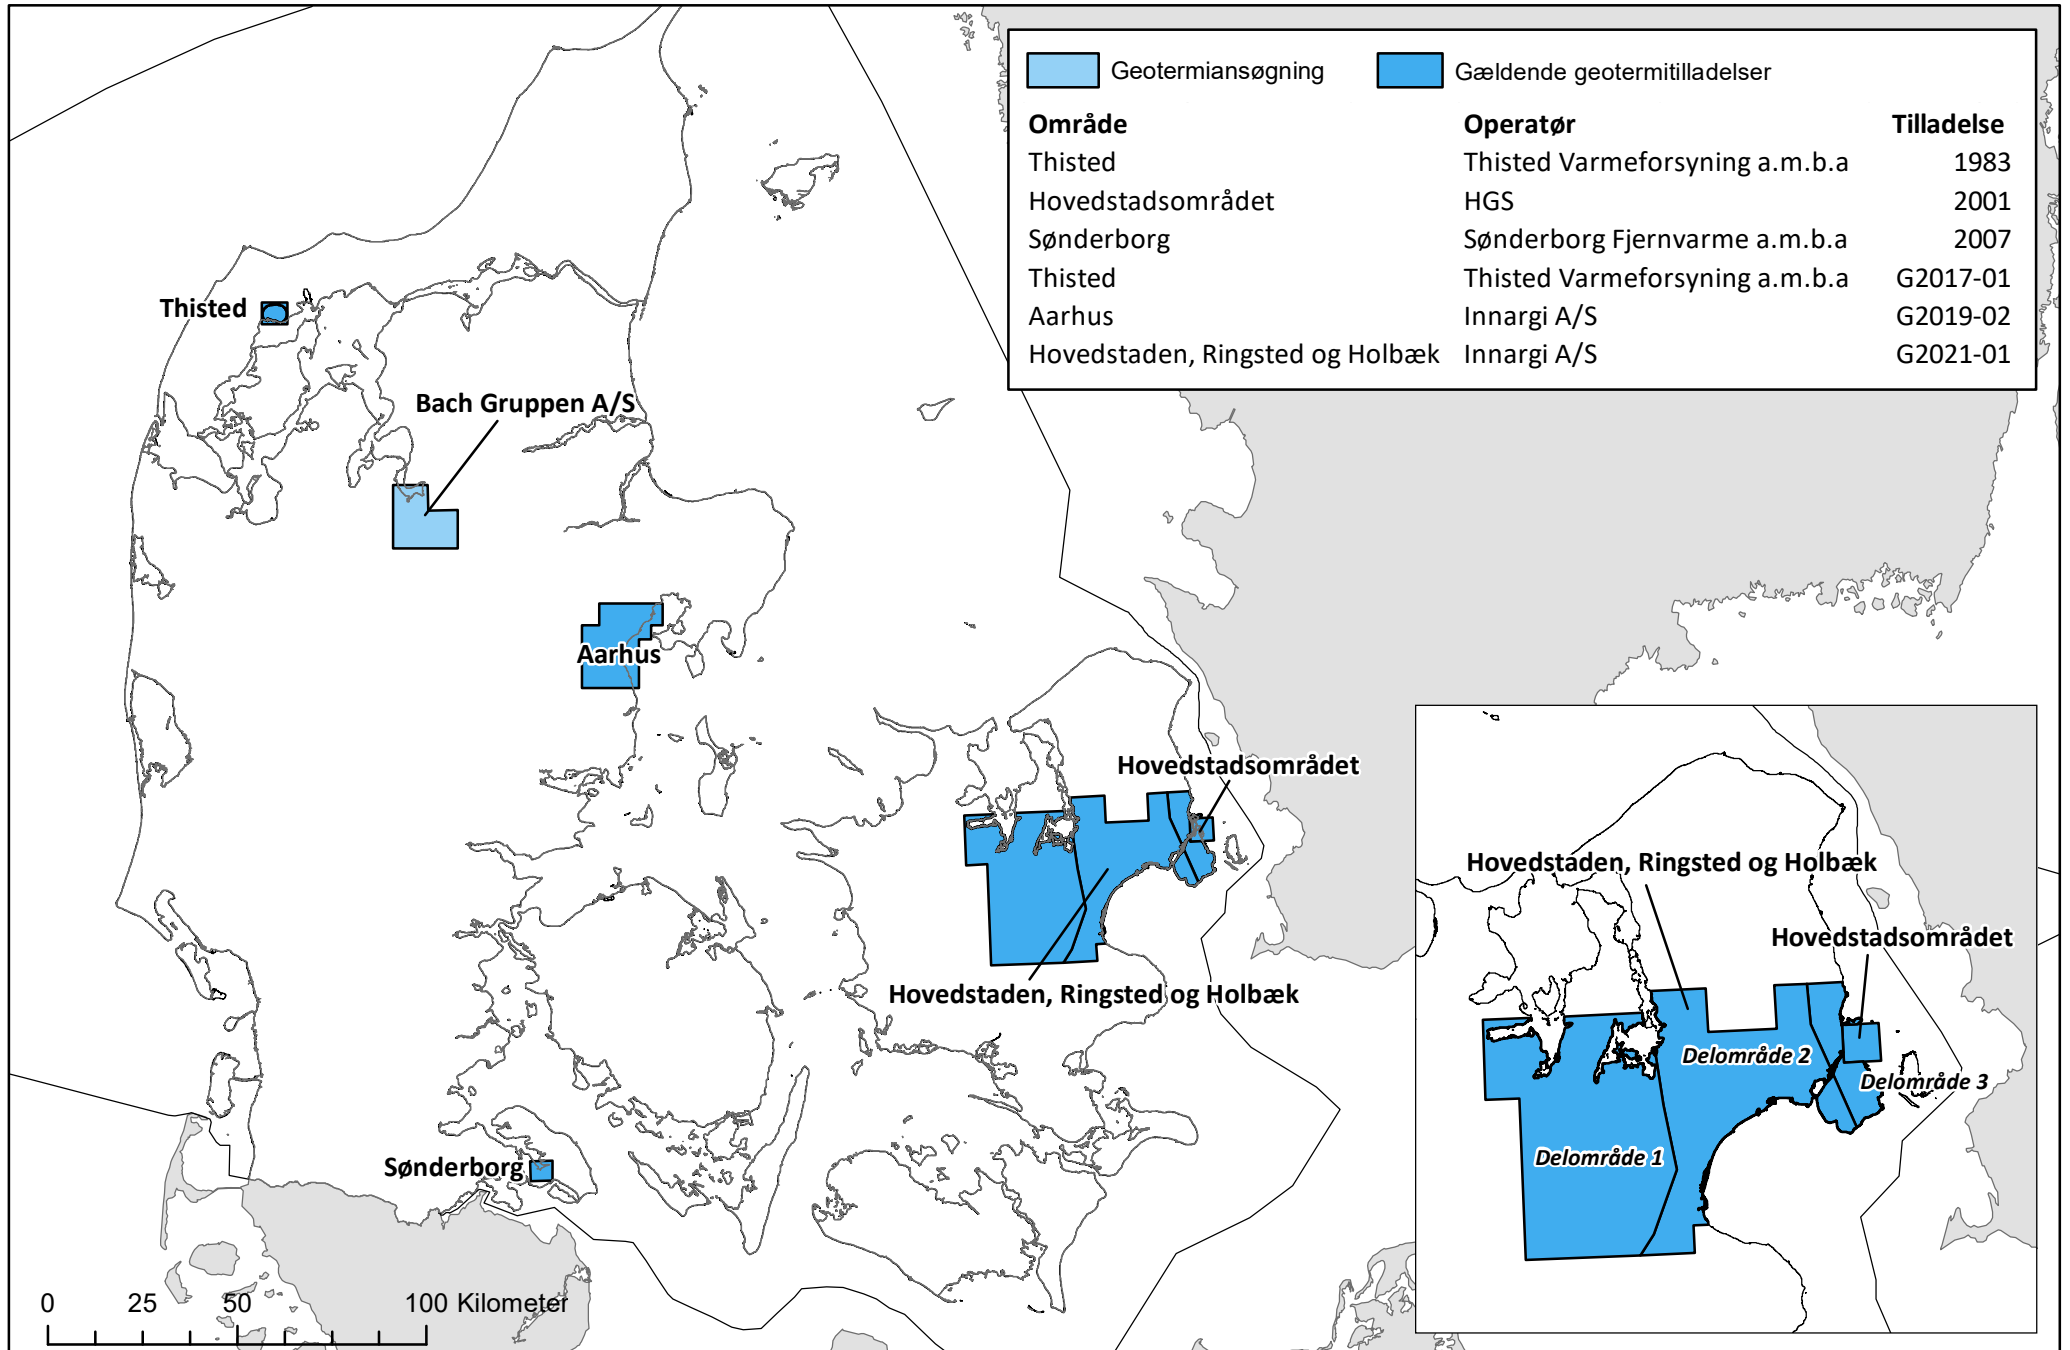 Geotermiansøgning Gældende geotermitilladelser
Område Operatør Tilladelse
Thisted Thisted Varmeforsyning a.m.b.a 1983
Hovedstadsområdet HGS 2001
Sønderborg Sønderborg Fjernvarme a.m.b.a 2007
Thisted Thisted Varmeforsyning a.m.b.a G2017-01
Aarhus Innargi A/S G2019-02
Hovedstaden, Ringsted og Holbæk Innargi A/S G2021-01
Thisted
Bach Gruppen A/S
Aarhus
Hovedstadsområdet
Hovedstaden, Ringsted og Holbæk
Sønderborg
Hovedstaden, Ringsted og Holbæk
Hovedstadsområdet
Delområde 2
Delområde 3
Delområde 1
0 25 50 100 Kilometer